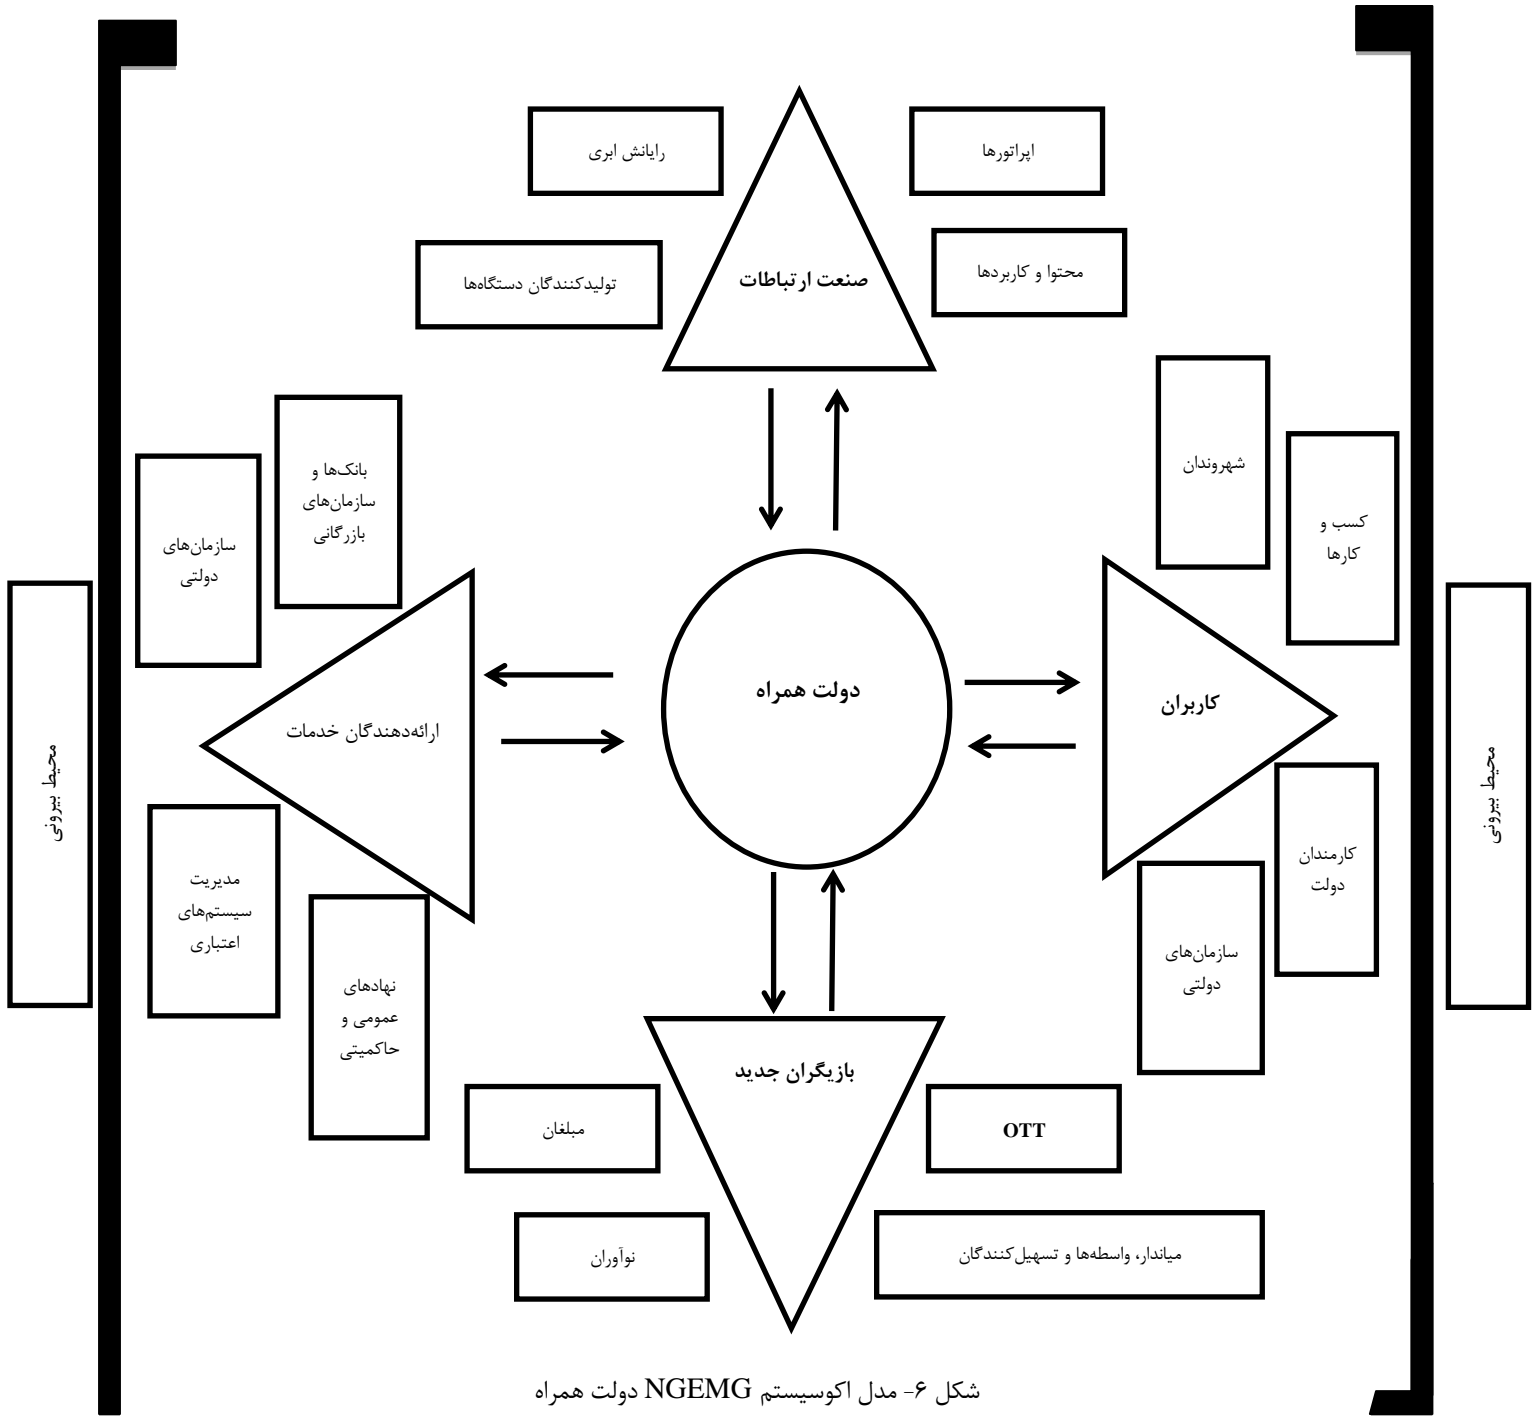 اپراتورها
رایانش ابری
محتوا و کاربردها
تولیدکنندگان دستگاه‌ها
صنعت ارتباطات
شهروندان
کسب و
کارها
بانک‌ها و
سازمان‌های
بازرگانی
سازمان‌های
دولتی
دولت همراه
کاربران
ارائه‌دهندگان خدمات
محیط بیرونی
محیط بیرونی
کارمندان
دولت
سازمان‌های
دولتی
مدیریت
سیستم‌های
اعتباری
نهادهای
عمومی و
حاکمیتی
بازیگران جدید
OTT
مبلغان
میاندار، واسطه‌ها و تسهیل‌کنندگان
نوآوران
شکل ۶- مدل اکوسیستم NGEMG دولت همراه